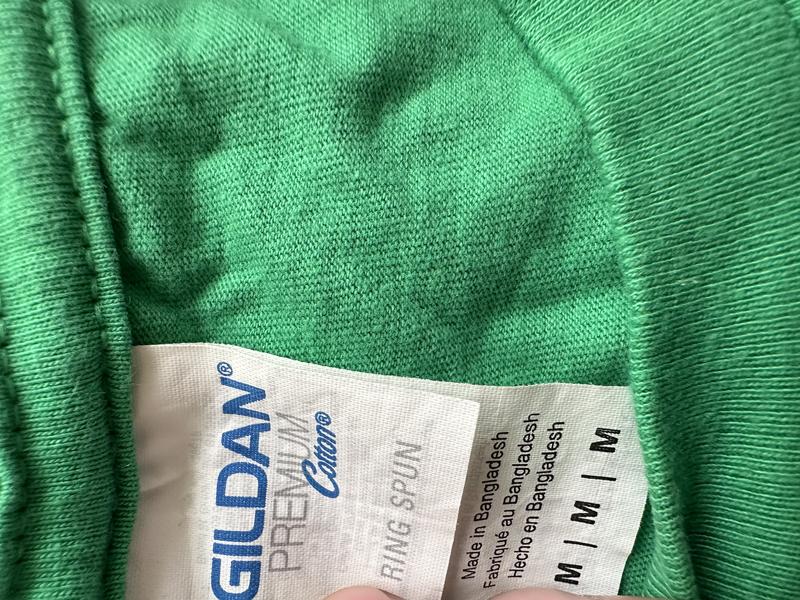 GILDAN®
PREMIUM
Cotton®
RING SPUN
Made in Bangladesh
Fabriqué au Bangladesh
Hecho en Bangladesh
M | M | M